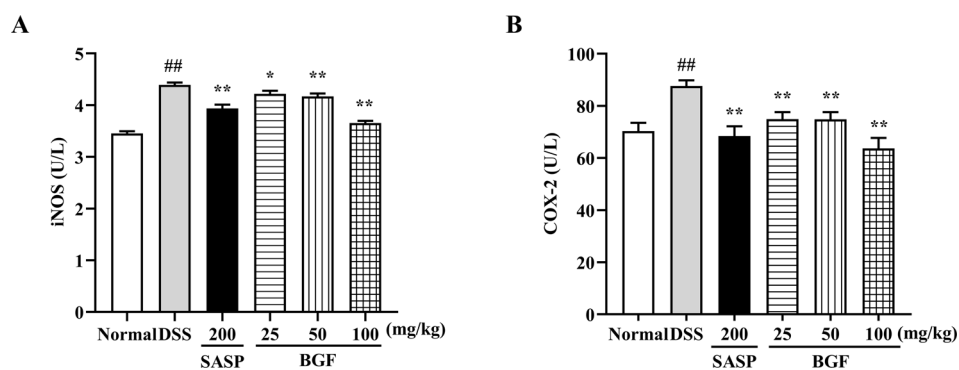 A
iNOS (U/L)
5
4
3
2
1
0
##
**
*
**
**
Normal DSS 200 25 50 100 (mg/kg)
SASP BGF
B
COX-2 (U/L)
100
80
60
40
20
0
##
**
**
**
**
Normal DSS 200 25 50 100 (mg/kg)
SASP BGF